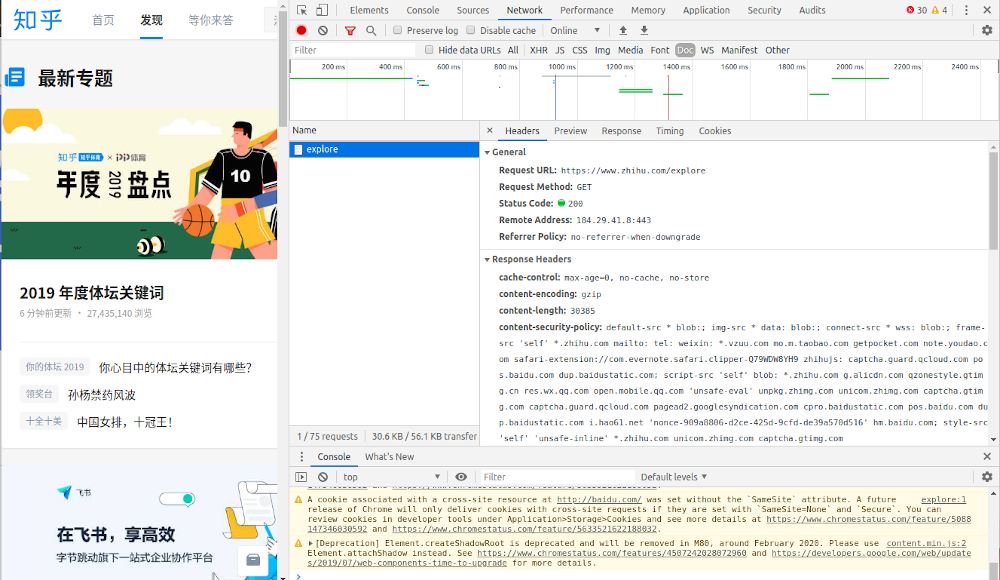 知乎 首页 发现 等你来答
最新专题
知乎 知乎体育 × PP体育
年度 2019 盘点
10
2019 年度体坛关键词
6 分钟前更新 · 27,435,140 浏览
你的体坛 2019 你心目中的体坛关键词有哪些?
领奖台 孙杨禁药风波
十全十美 中国女排，十冠王！
飞书
在飞书，享高效
字节跳动旗下一站式企业协作平台
Elements Console Sources Network Performance Memory Application Security Audits 30 4
Preserve log Disable cache Online
Filter Hide data URLs All XHR JS CSS Img Media Font Doc WS Manifest Other
200 ms 400 ms 600 ms 800 ms 1000 ms 1200 ms 1400 ms 1600 ms 1800 ms 2000 ms 2200 ms 2400 ms
Name
explore
1 / 75 requests 30.6 KB / 56.1 KB transfer
× Headers Preview Response Timing Cookies
General
Request URL: https://www.zhihu.com/explore
Request Method: GET
Status Code: 200
Remote Address: 184.29.41.8:443
Referrer Policy: no-referrer-when-downgrade
Response Headers
cache-control: max-age=0, no-cache, no-store
content-encoding: gzip
content-length: 30385
content-security-policy: default-src * blob:; img-src * data: blob:; connect-src * wss: blob:; frame-
src 'self' *.zhihu.com mailto: tel: weixin: *.vzuu.com mo.m.taobao.com getpocket.com note.youdao.c
om safari-extension://com.evernote.safari.clipper-Q79WDW8YH9 zhihujs: captcha.guard.qcloud.com po
s.baidu.com dup.baidustatic.com; script-src 'self' blob: *.zhihu.com g.alicdn.com qzonestyle.gtim
g.cn res.wx.qq.com open.mobile.qq.com 'unsafe-eval' unpkg.zhimg.com unicom.zhimg.com captcha.gtim
g.com captcha.guard.qcloud.com pagead2.googlesyndication.com cpro.baidustatic.com pos.baidu.com du
p.baidustatic.com i.hao61.net 'nonce-909a8806-d2ce-425d-9cfd-de39a570d516' hm.baidu.com; style-src
'self' 'unsafe-inline' *.zhihu.com unicom.zhimg.com captcha.gtimg.com
Console What's New
top Filter Default levels
A cookie associated with a cross-site resource at http://baidu.com/ was set without the `SameSite` attribute. A future explore:1
release of Chrome will only deliver cookies with cross-site requests if they are set with `SameSite=None` and `Secure`. You can
review cookies in developer tools under Application>Storage>Cookies and see more details at https://www.chromestatus.com/feature/5088
147346030592 and https://www.chromestatus.com/feature/5633521622188032.
[Deprecation] Element.createShadowRoot is deprecated and will be removed in M80, around February 2020. Please use content.min.js:2
Element.attachShadow instead. See https://www.chromestatus.com/features/4507242028072960 and https://developers.google.com/web/updat
es/2019/07/web-components-time-to-upgrade for more details.